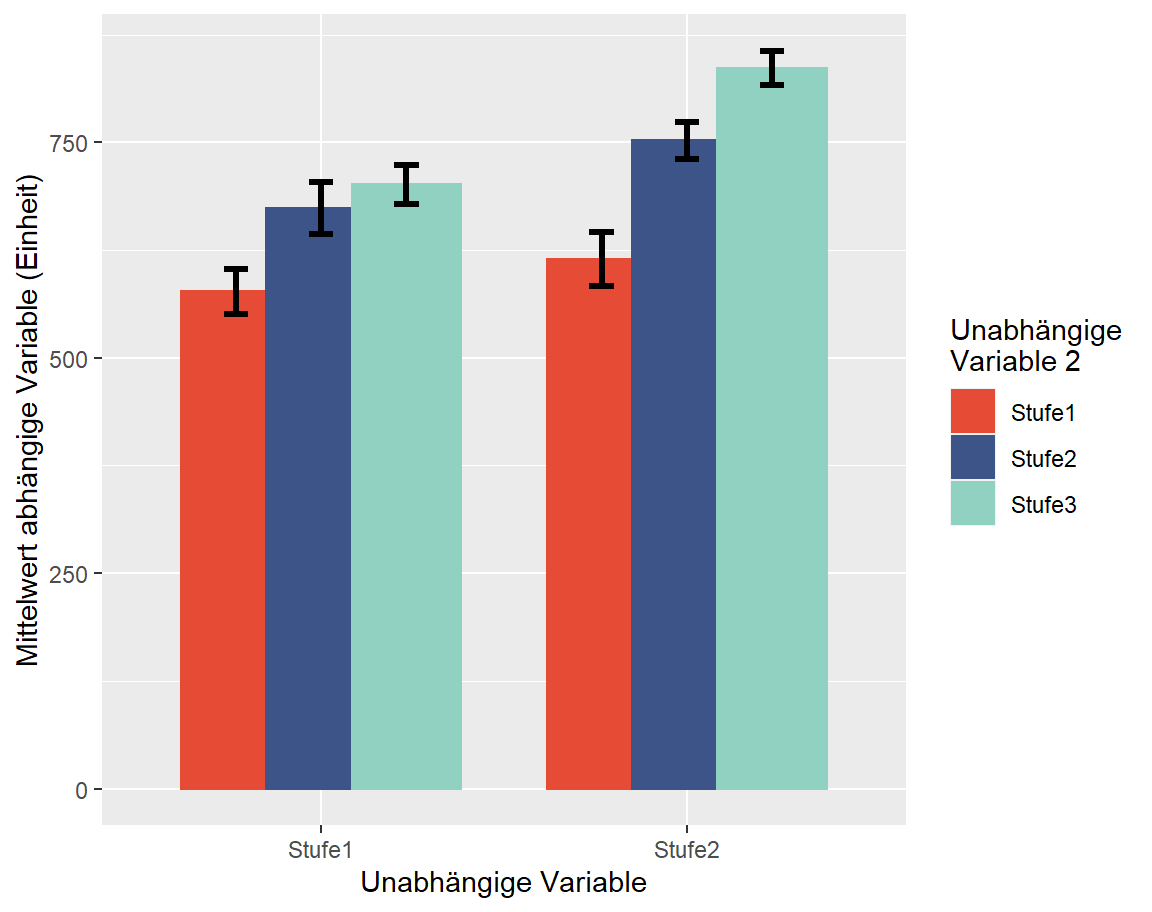 Mittelwert abhängige Variable (Einheit)
750
500
250
0
Stufe1
Stufe2
Unabhängige Variable
Unabhängige
Variable 2
Stufe1
Stufe2
Stufe3